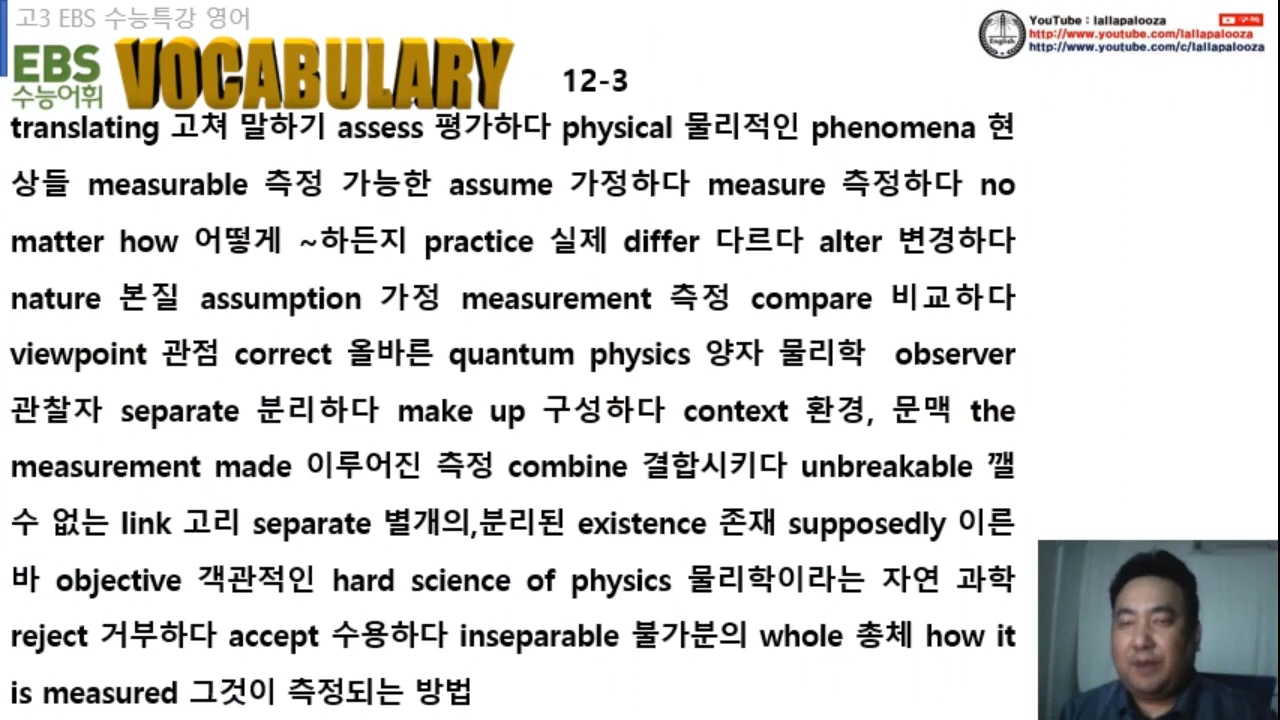 고3 EBS 수능특강 영어
EBS
수능어휘
VOCABULARY
12-3
YouTube : lallapalooza
구독
http://www.youtube.com/lallapalooza
http://www.youtube.com/c/lallapalooza
English
translating 고쳐 말하기 assess 평가하다 physical 물리적인 phenomena 현
상들 measurable 측정 가능한 assume 가정하다 measure 측정하다 no
matter how 어떻게 ~하든지 practice 실제 differ 다르다 alter 변경하다
nature 본질 assumption 가정 measurement 측정 compare 비교하다
viewpoint 관점 correct 올바른 quantum physics 양자 물리학 observer
관찰자 separate 분리하다 make up 구성하다 context 환경, 문맥 the
measurement made 이루어진 측정 combine 결합시키다 unbreakable 깰
수 없는 link 고리 separate 별개의,분리된 existence 존재 supposedly 이른
바 objective 객관적인 hard science of physics 물리학이라는 자연 과학
reject 거부하다 accept 수용하다 inseparable 불가분의 whole 총체 how it
is measured 그것이 측정되는 방법